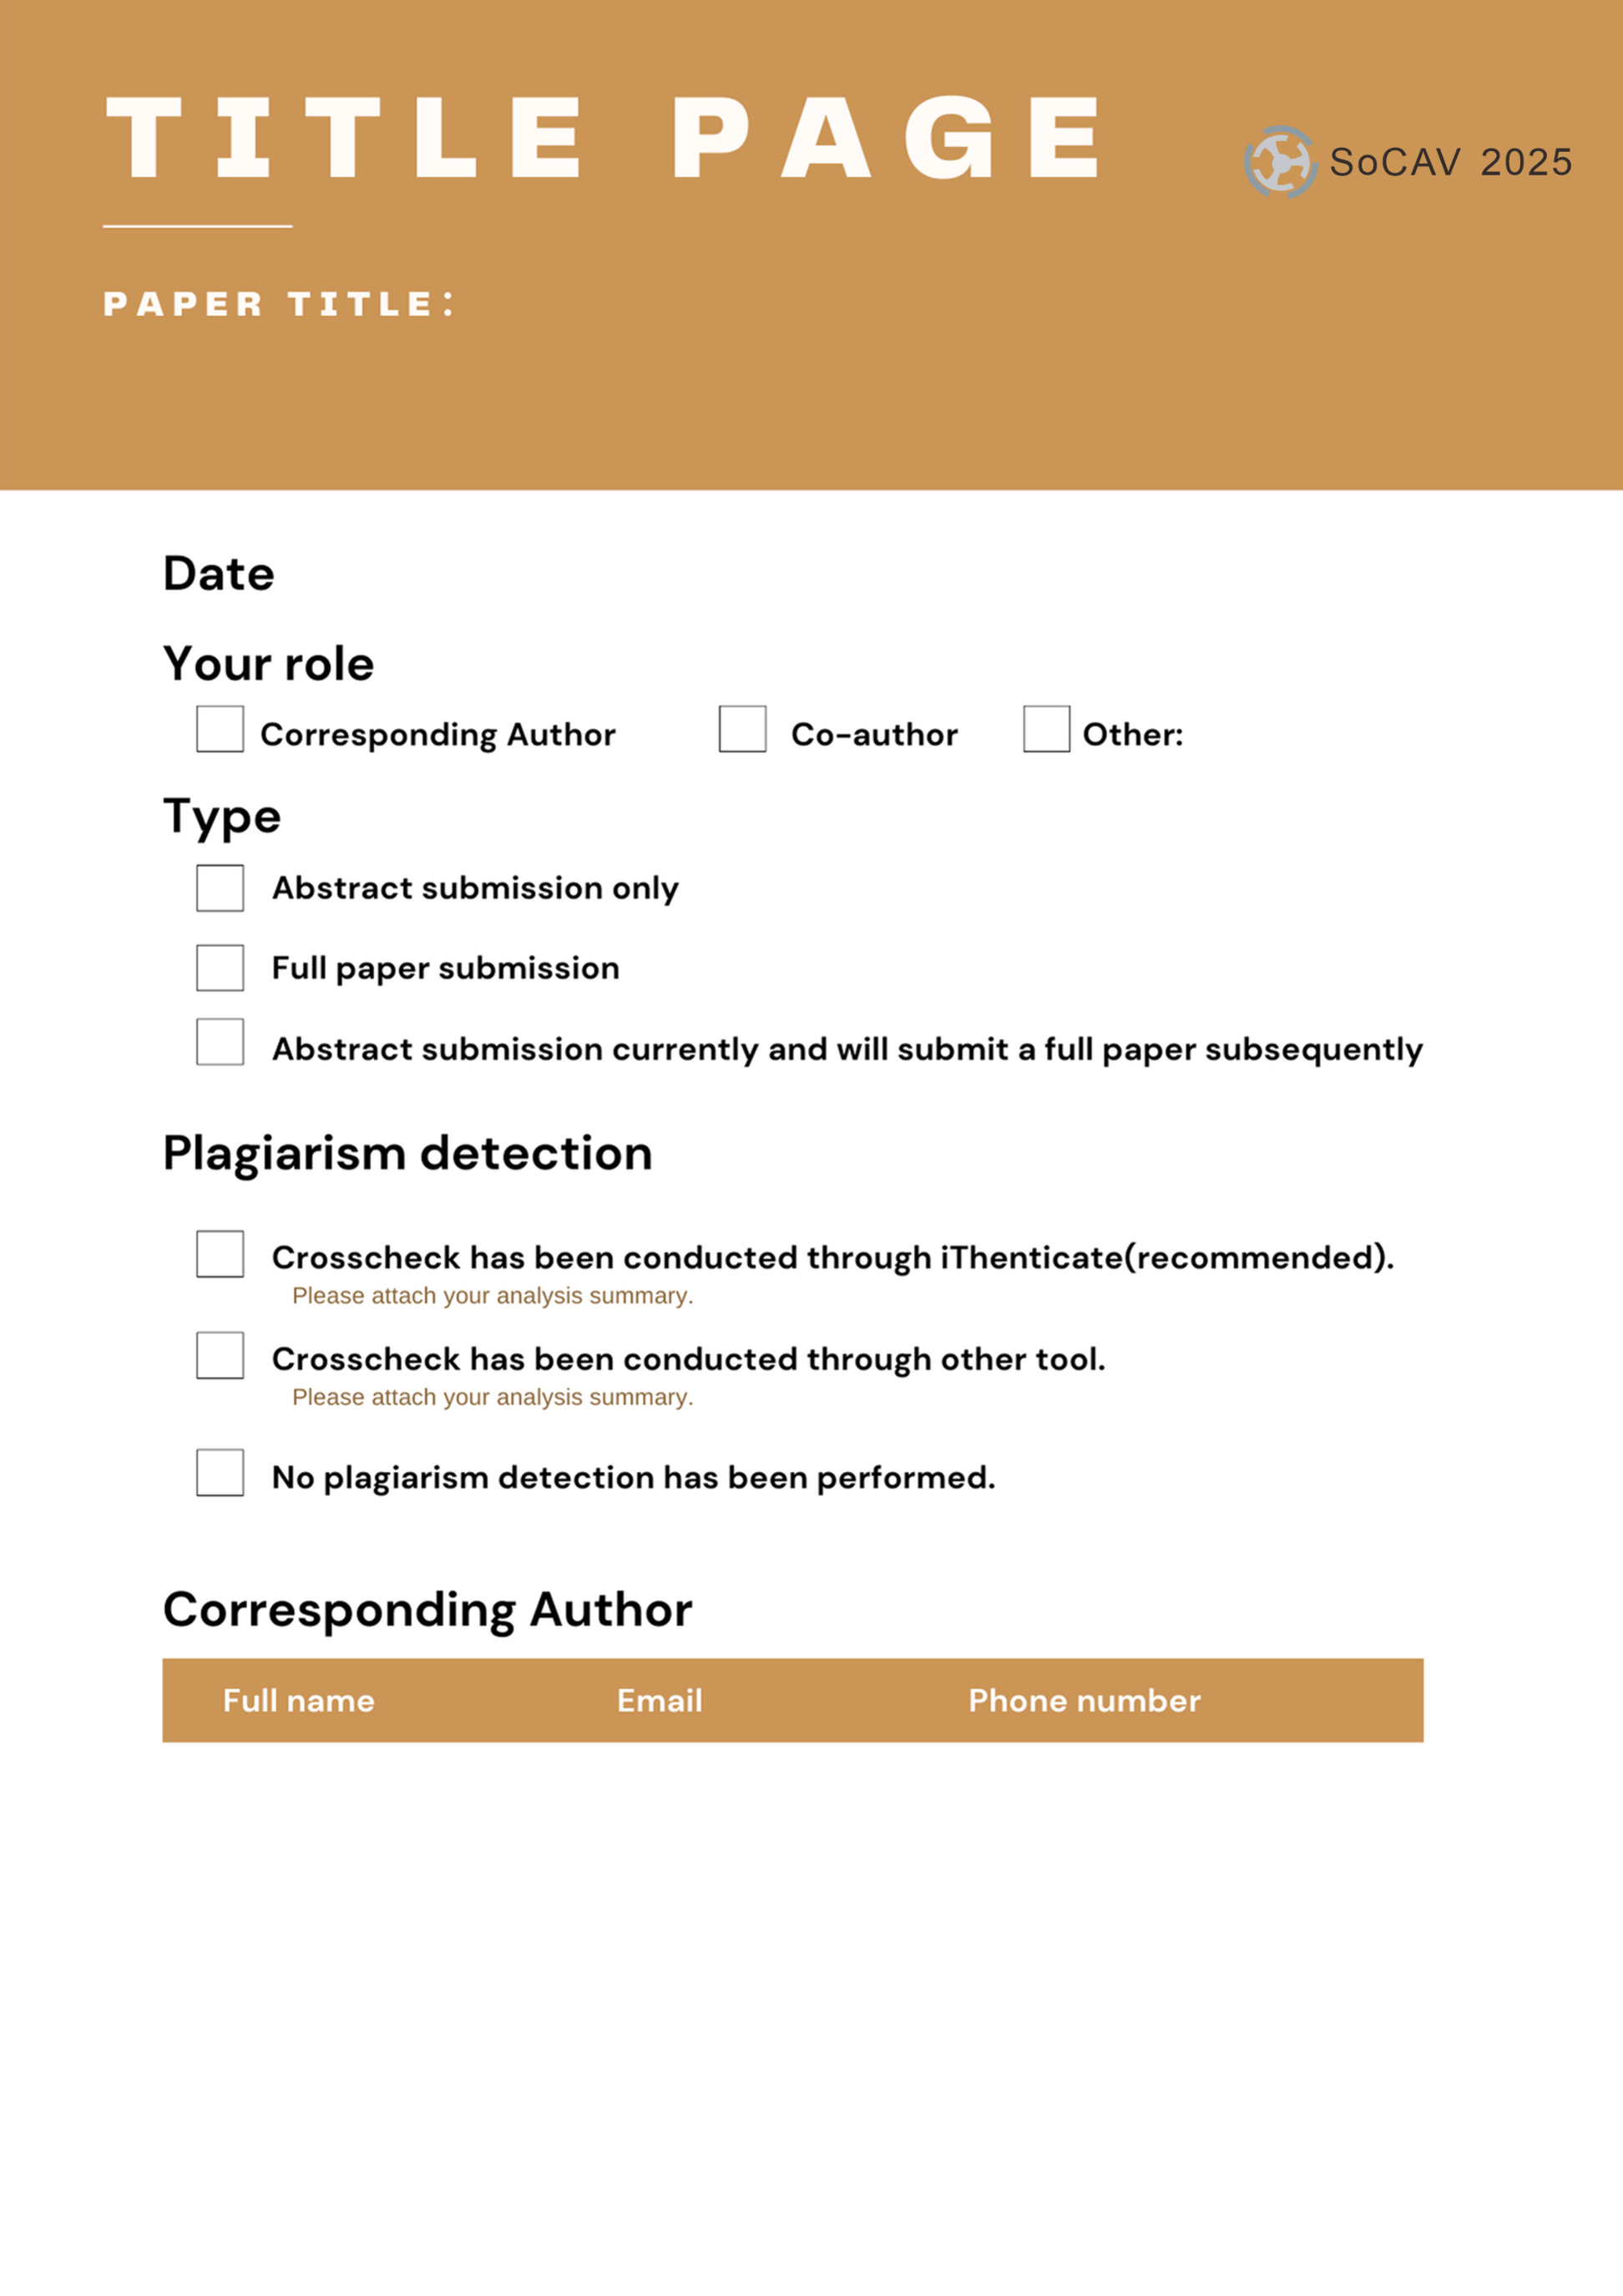 TITLE PAGE
SoCAV 2025
PAPER TITLE:
Date
Your role
Corresponding Author
Co-author
Other:
Type
Abstract submission only
Full paper submission
Abstract submission currently and will submit a full paper subsequently
Plagiarism detection
Crosscheck has been conducted through iThenticate(recommended).
Please attach your analysis summary.
Crosscheck has been conducted through other tool.
Please attach your analysis summary.
No plagiarism detection has been performed.
Corresponding Author
Full name Email Phone number